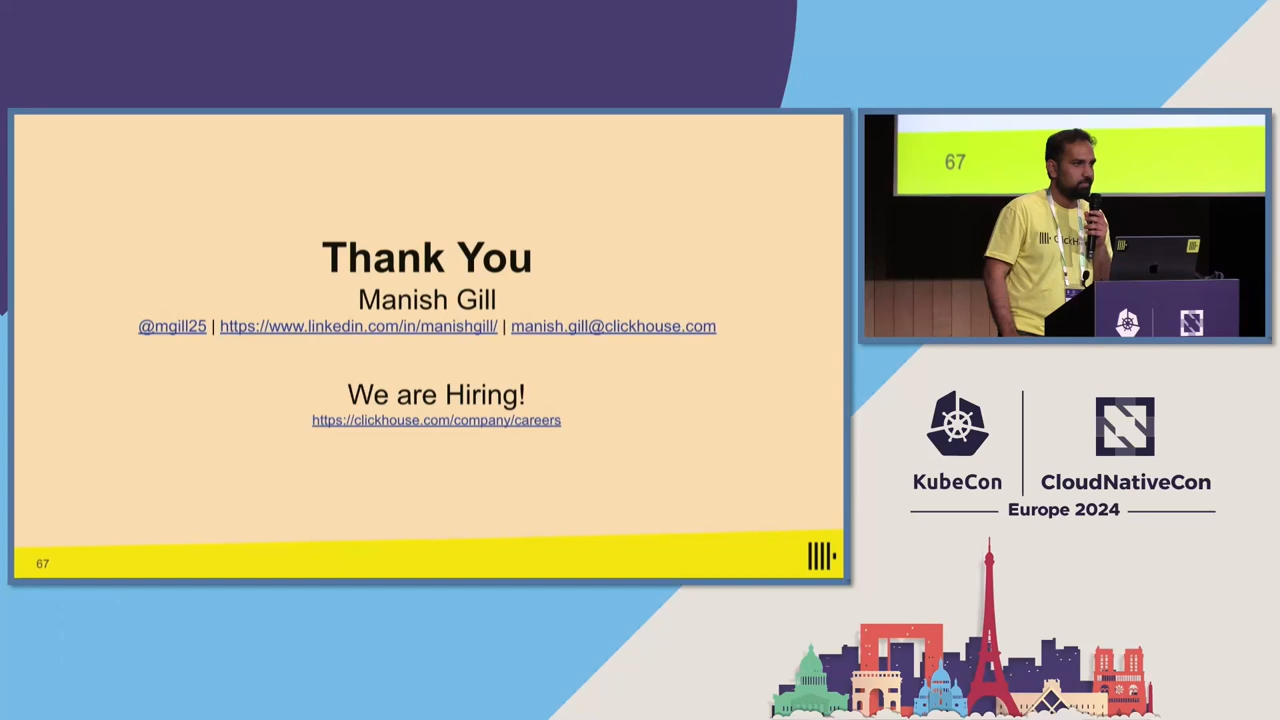 Thank You
Manish Gill
@mgill25 | https://www.linkedin.com/in/manishgill/ | manish.gill@clickhouse.com
We are Hiring!
https://clickhouse.com/company/careers
67
67
KubeCon
CloudNativeCon
Europe 2024